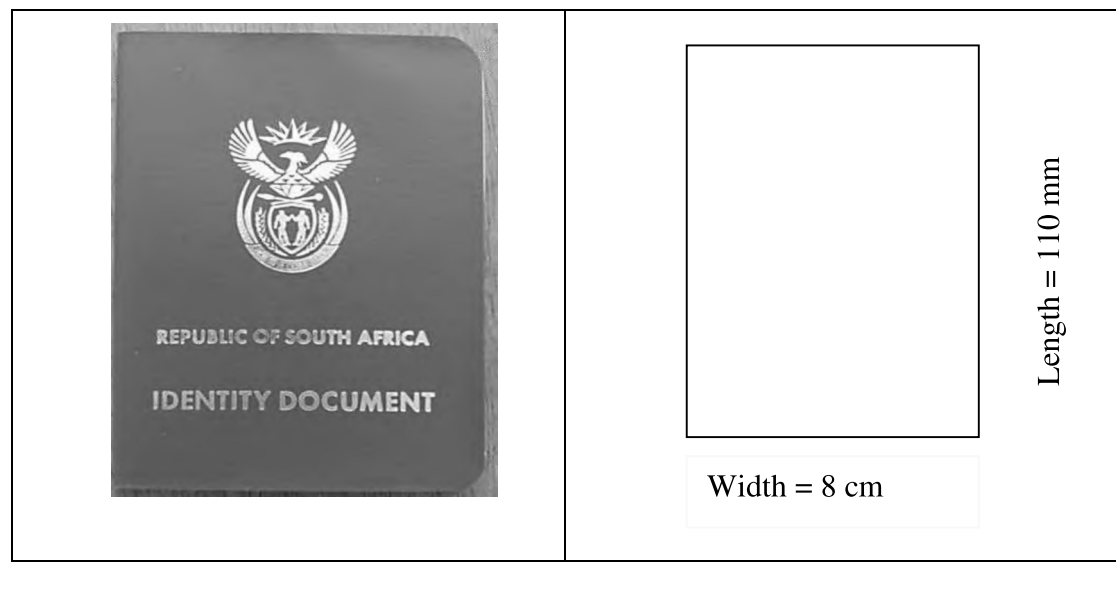 REPUBLIC OF SOUTH AFRICA
IDENTITY DOCUMENT
Length = 110 mm
Width = 8 cm